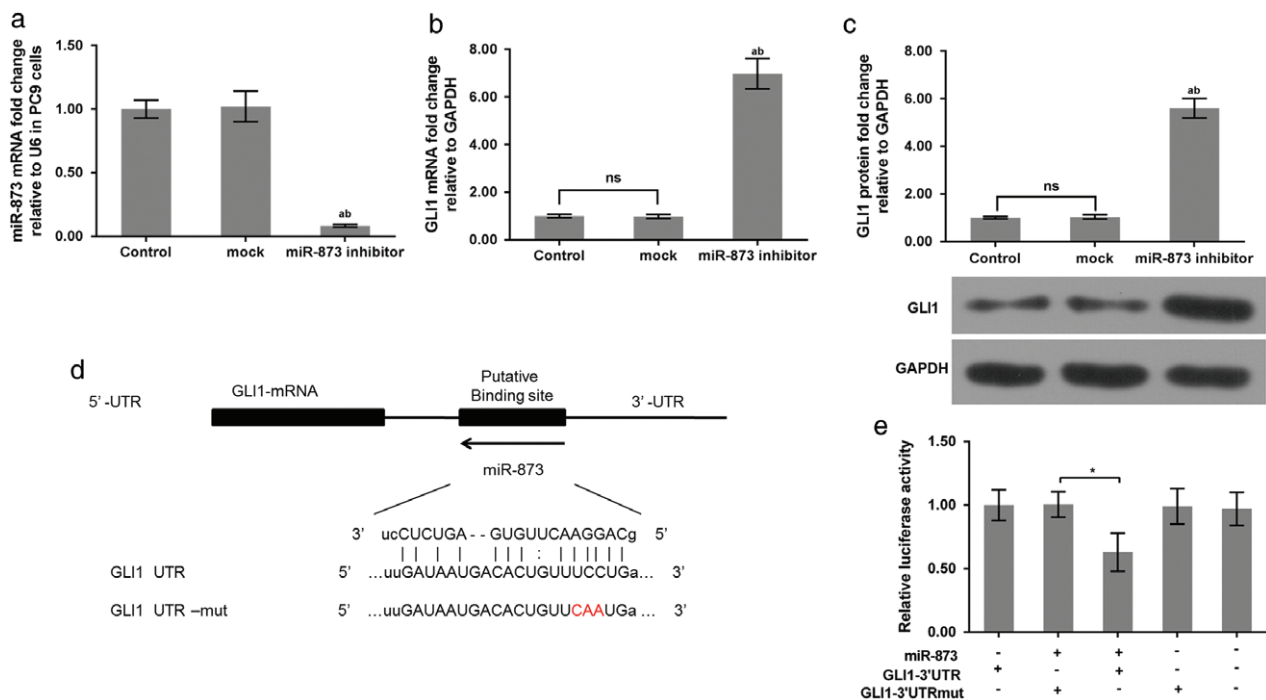 a
miR-873 mRNA fold change
relative to U6 in PC9 cells
1.50
1.00
0.50
0.00
ab
Control
mock
miR-873 inhibitor
b
GLI1 mRNA fold change
relative to GAPDH
8.00
6.00
4.00
2.00
0.00
ns
ab
Control
mock
miR-873 inhibitor
c
GLI1 protein fold change
relative to GAPDH
8.00
6.00
4.00
2.00
0.00
ns
ab
Control
mock
miR-873 inhibitor
GLI1
GAPDH
d
5'-UTR
GLI1-mRNA
Putative
Binding site
3'-UTR
miR-873
3' ucCUCUGA--GUGUUCAAGGACg 5'
| | | | | | | : | | | | |
GLI1 UTR 5' ...uuGAUAAUGACACUGUUUCCUGa... 3'
GLI1 UTR –mut 5' ...uuGAUAAUGACACUGUUCAAUGa... 3'
e
Relative luciferase activity
1.50
1.00
0.50
0.00
*
miR-873 - + + - -
GLI1-3'UTR + - + - -
GLI1-3'UTRmut - + - + -